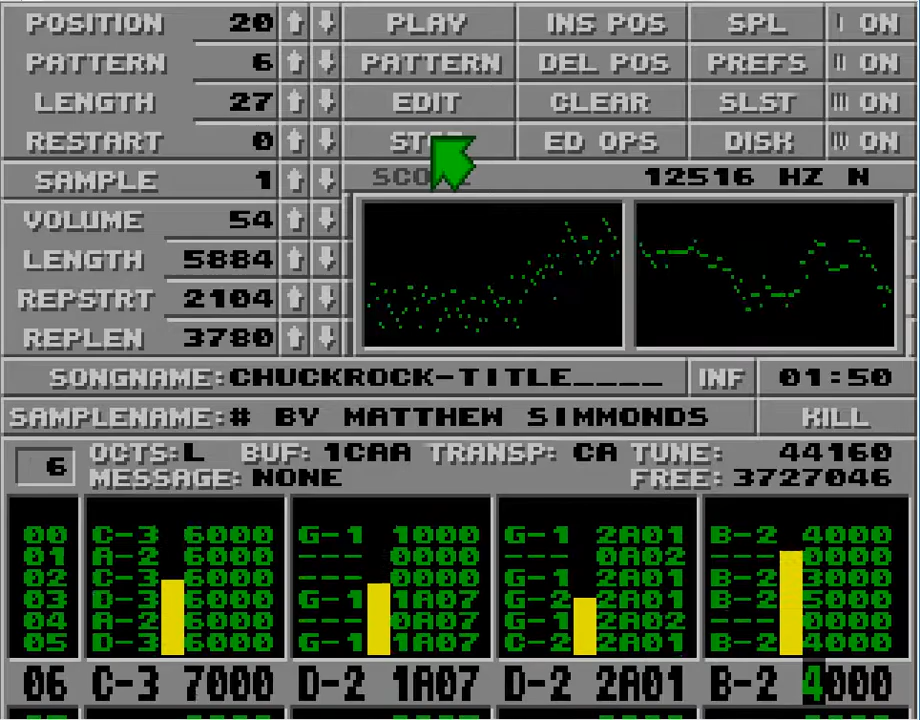 POSITION 20 PLAY INS POS SPL I ON
PATTERN 6 PATTERN DEL POS PREFS II ON
LENGTH 27 EDIT CLEAR SLST III ON
RESTART 0 STOP ED OPS DISK IV ON
SAMPLE 1 12516 HZ N
VOLUME 54
LENGTH 5884
REPSTRT 2104
REPLEN 3780
SONGNAME:CHUCKROCK-TITLE____ INF 01:50
SAMPLENAME:# BY MATTHEW SIMMONDS KILL
6 OCTS:L BUF: 1CAA TRANSP: CA TUNE: 44160
MESSAGE: NONE FREE: 3727046
00 C-3 6000 G-1 1000 G-1 2A01 B-2 4000
01 A-2 6000 --- 0000 --- 0A02 --- 0000
02 C-3 6000 --- 0000 G-1 2A01 B-2 3000
03 D-3 6000 G-1 1A07 G-2 2A01 B-2 5000
04 A-2 6000 --- 0A07 G-1 2A02 --- 0000
05 D-3 6000 G-1 1A07 C-2 2A01 B-2 4000
06 C-3 7000 D-2 1A07 D-2 2A01 B-2 4000